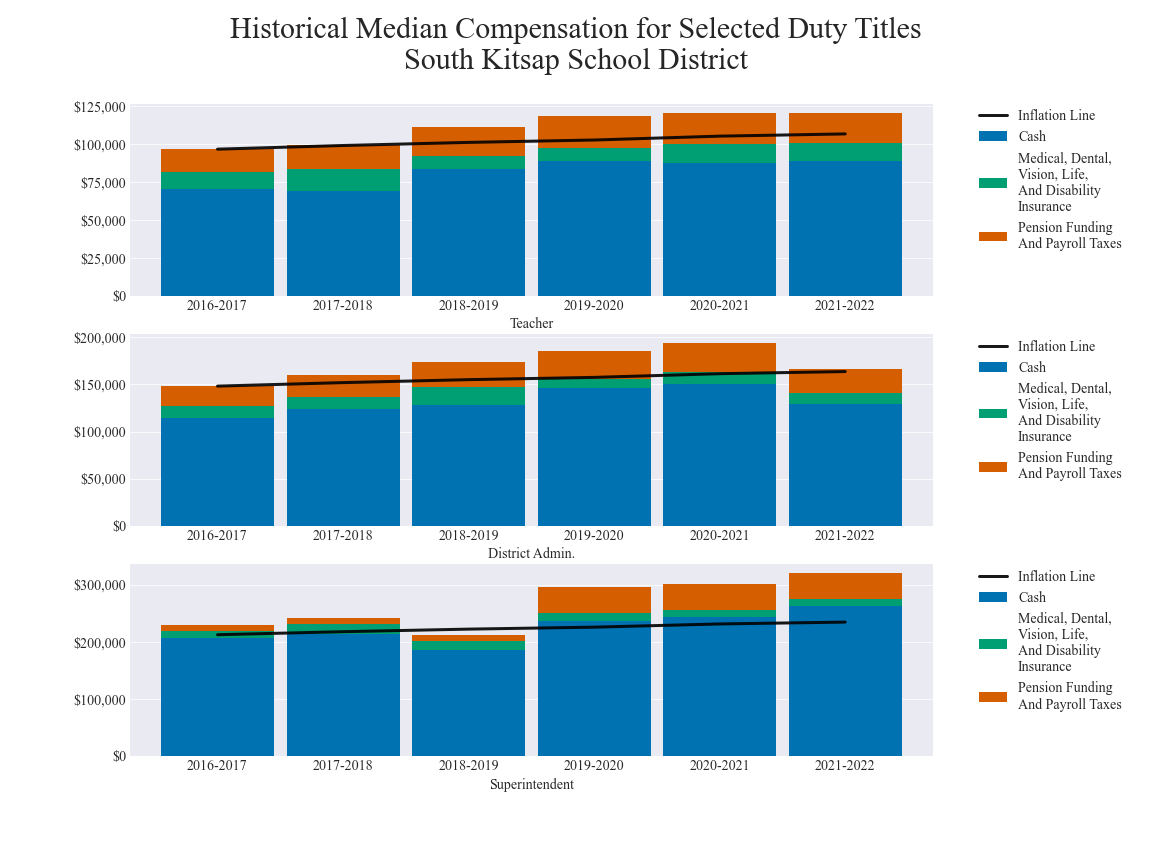 Historical Median Compensation for Selected Duty Titles
South Kitsap School District
$125,000
$100,000
$75,000
$50,000
$25,000
$0
2016-2017 2017-2018 2018-2019 2019-2020 2020-2021 2021-2022
Teacher
Inflation Line
Cash
Medical, Dental,
Vision, Life,
And Disability
Insurance
Pension Funding
And Payroll Taxes
$200,000
$150,000
$100,000
$50,000
$0
2016-2017 2017-2018 2018-2019 2019-2020 2020-2021 2021-2022
District Admin.
Inflation Line
Cash
Medical, Dental,
Vision, Life,
And Disability
Insurance
Pension Funding
And Payroll Taxes
$300,000
$200,000
$100,000
$0
2016-2017 2017-2018 2018-2019 2019-2020 2020-2021 2021-2022
Superintendent
Inflation Line
Cash
Medical, Dental,
Vision, Life,
And Disability
Insurance
Pension Funding
And Payroll Taxes